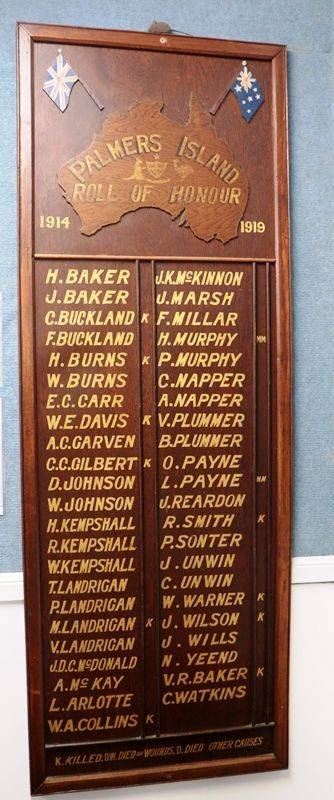 PALMERS ISLAND
ROLL OF HONOUR
1914 1919
H. BAKER
J. BAKER
C. BUCKLAND K
F. BUCKLAND
H. BURNS K
W. BURNS
E. C. CARR
W. E. DAVIS K
A. C. GARVEN
C. C. GILBERT K
D. JOHNSON
W. JOHNSON
H. KEMPSHALL
R. KEMPSHALL
W. KEMPSHALL
T. LANDRIGAN
P. LANDRIGAN
M. LANDRIGAN K
V. LANDRIGAN
J. D. C. McDONALD
A. Mc KAY
L. ARLOTTE
W. A. COLLINS K
J. K. McKINNON
J. MARSH
F. MILLAR
H. MURPHY MM
P. MURPHY
C. NAPPER
A. NAPPER
V. PLUMMER
B. PLUMMER
O. PAYNE
L. PAYNE MM
J. REARDON
R. SMITH K
P. SONTER
J. UNWIN
C. UNWIN
W. WARNER K
J. WILSON K
J. WILLS
N. YEEND
V. R. BAKER K
C. WATKINS
K. KILLED. D.W. DIED OF WOUNDS. D. DIED OTHER CAUSES